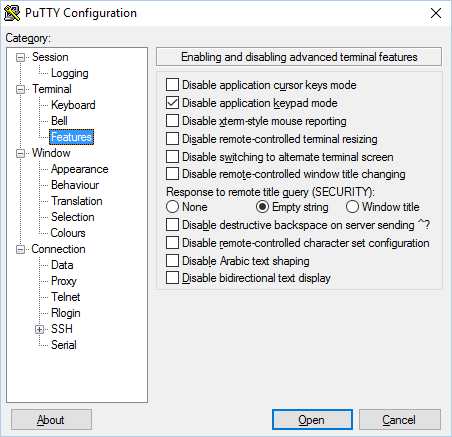 PuTTY Configuration
Category:
Session
Logging
Terminal
Keyboard
Bell
Features
Window
Appearance
Behaviour
Translation
Selection
Colours
Connection
Data
Proxy
Telnet
Rlogin
SSH
Serial
Enabling and disabling advanced terminal features
Disable application cursor keys mode
Disable application keypad mode
Disable xterm-style mouse reporting
Disable remote-controlled terminal resizing
Disable switching to alternate terminal screen
Disable remote-controlled window title changing
Response to remote title query (SECURITY):
None Empty string Window title
Disable destructive backspace on server sending ^?
Disable remote-controlled character set configuration
Disable Arabic text shaping
Disable bidirectional text display
About Open Cancel